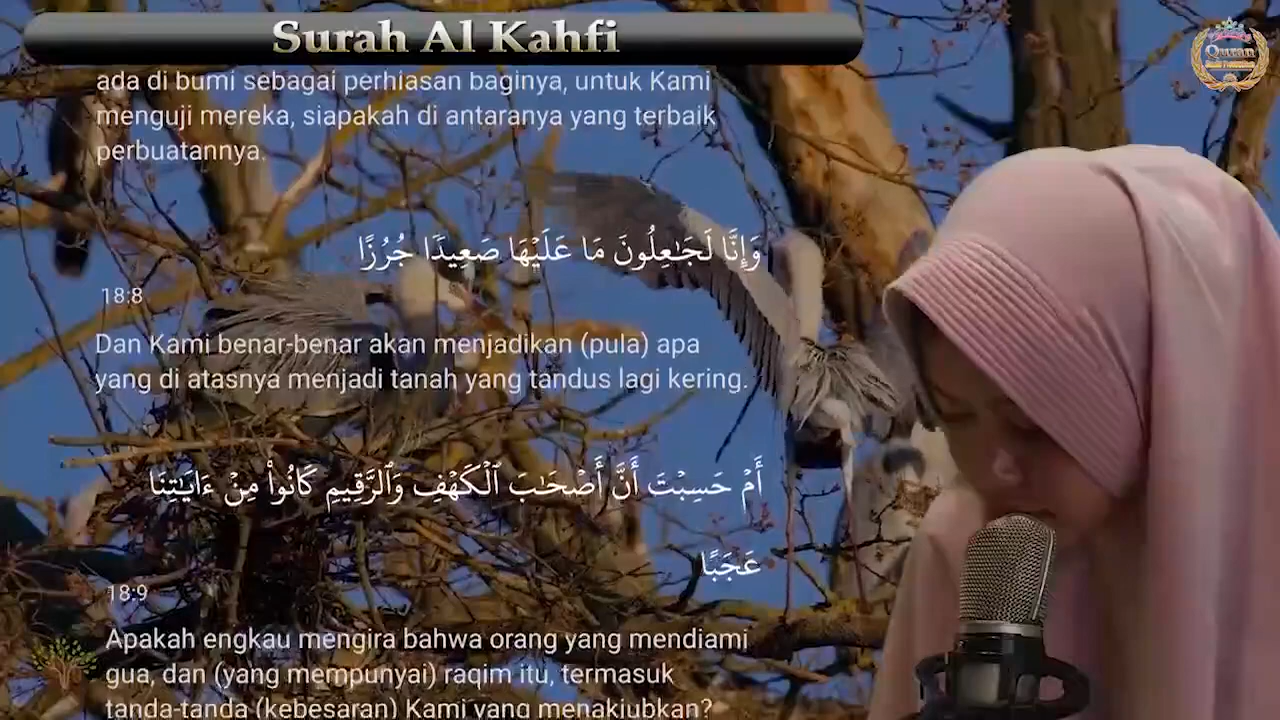 Surah Al Kahfi
Quran
ada di bumi sebagai perhiasan baginya, untuk Kami
menguji mereka, siapakah di antaranya yang terbaik
perbuatannya.
وَإِنَّا لَجَـٰعِلُونَ مَا عَلَيْهَا صَعِيدًا جُرُزًا
18:8
Dan Kami benar-benar akan menjadikan (pula) apa
yang di atasnya menjadi tanah yang tandus lagi kering.
أَمْ حَسِبْتَ أَنَّ أَصْحَـٰبَ ٱلْكَهْفِ وَٱلرَّقِيمِ كَانُوا۟ مِنْ ءَايَـٰتِنَا
عَجَبًا
18:9
Apakah engkau mengira bahwa orang yang mendiami
gua, dan (yang mempunyai) raqim itu, termasuk
tanda-tanda (kebesaran) Kami yang menakjubkan?